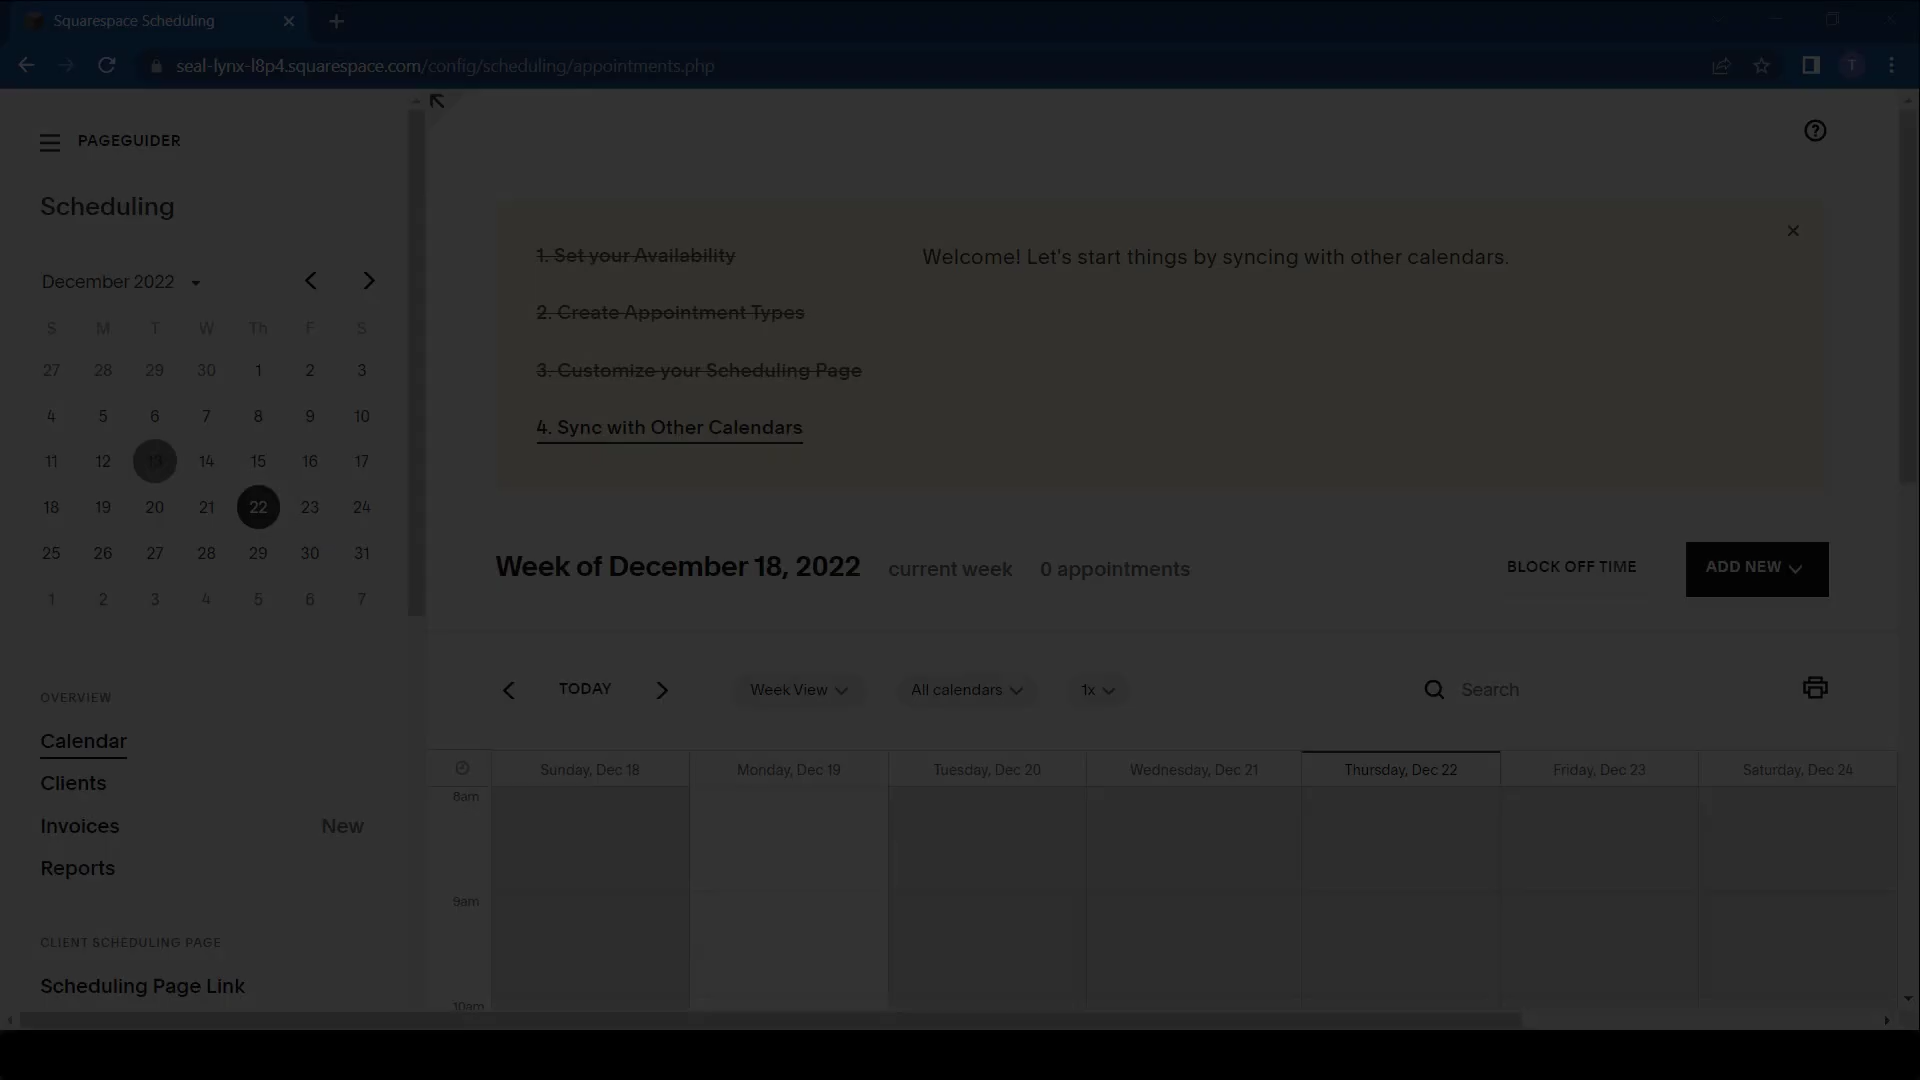 Squarespace Scheduling
seal-lynx-l8p4.squarespace.com/config/scheduling/appointments.php
T
PAGEGUIDER
Scheduling
December 2022
S M T W Th F S
27 28 29 30 1 2 3
4 5 6 7 8 9 10
11 12 13 14 15 16 17
18 19 20 21 22 23 24
25 26 27 28 29 30 31
1 2 3 4 5 6 7
OVERVIEW
Calendar
Clients
Invoices New
Reports
CLIENT SCHEDULING PAGE
Scheduling Page Link
1. Set your Availability
2. Create Appointment Types
3. Customize your Scheduling Page
4. Sync with Other Calendars
Welcome! Let's start things by syncing with other calendars.
Week of December 18, 2022 current week 0 appointments
BLOCK OFF TIME
ADD NEW
TODAY
Week View
All calendars
1x
Search
Sunday, Dec 18 Monday, Dec 19 Tuesday, Dec 20 Wednesday, Dec 21 Thursday, Dec 22 Friday, Dec 23 Saturday, Dec 24
8am
9am
10am